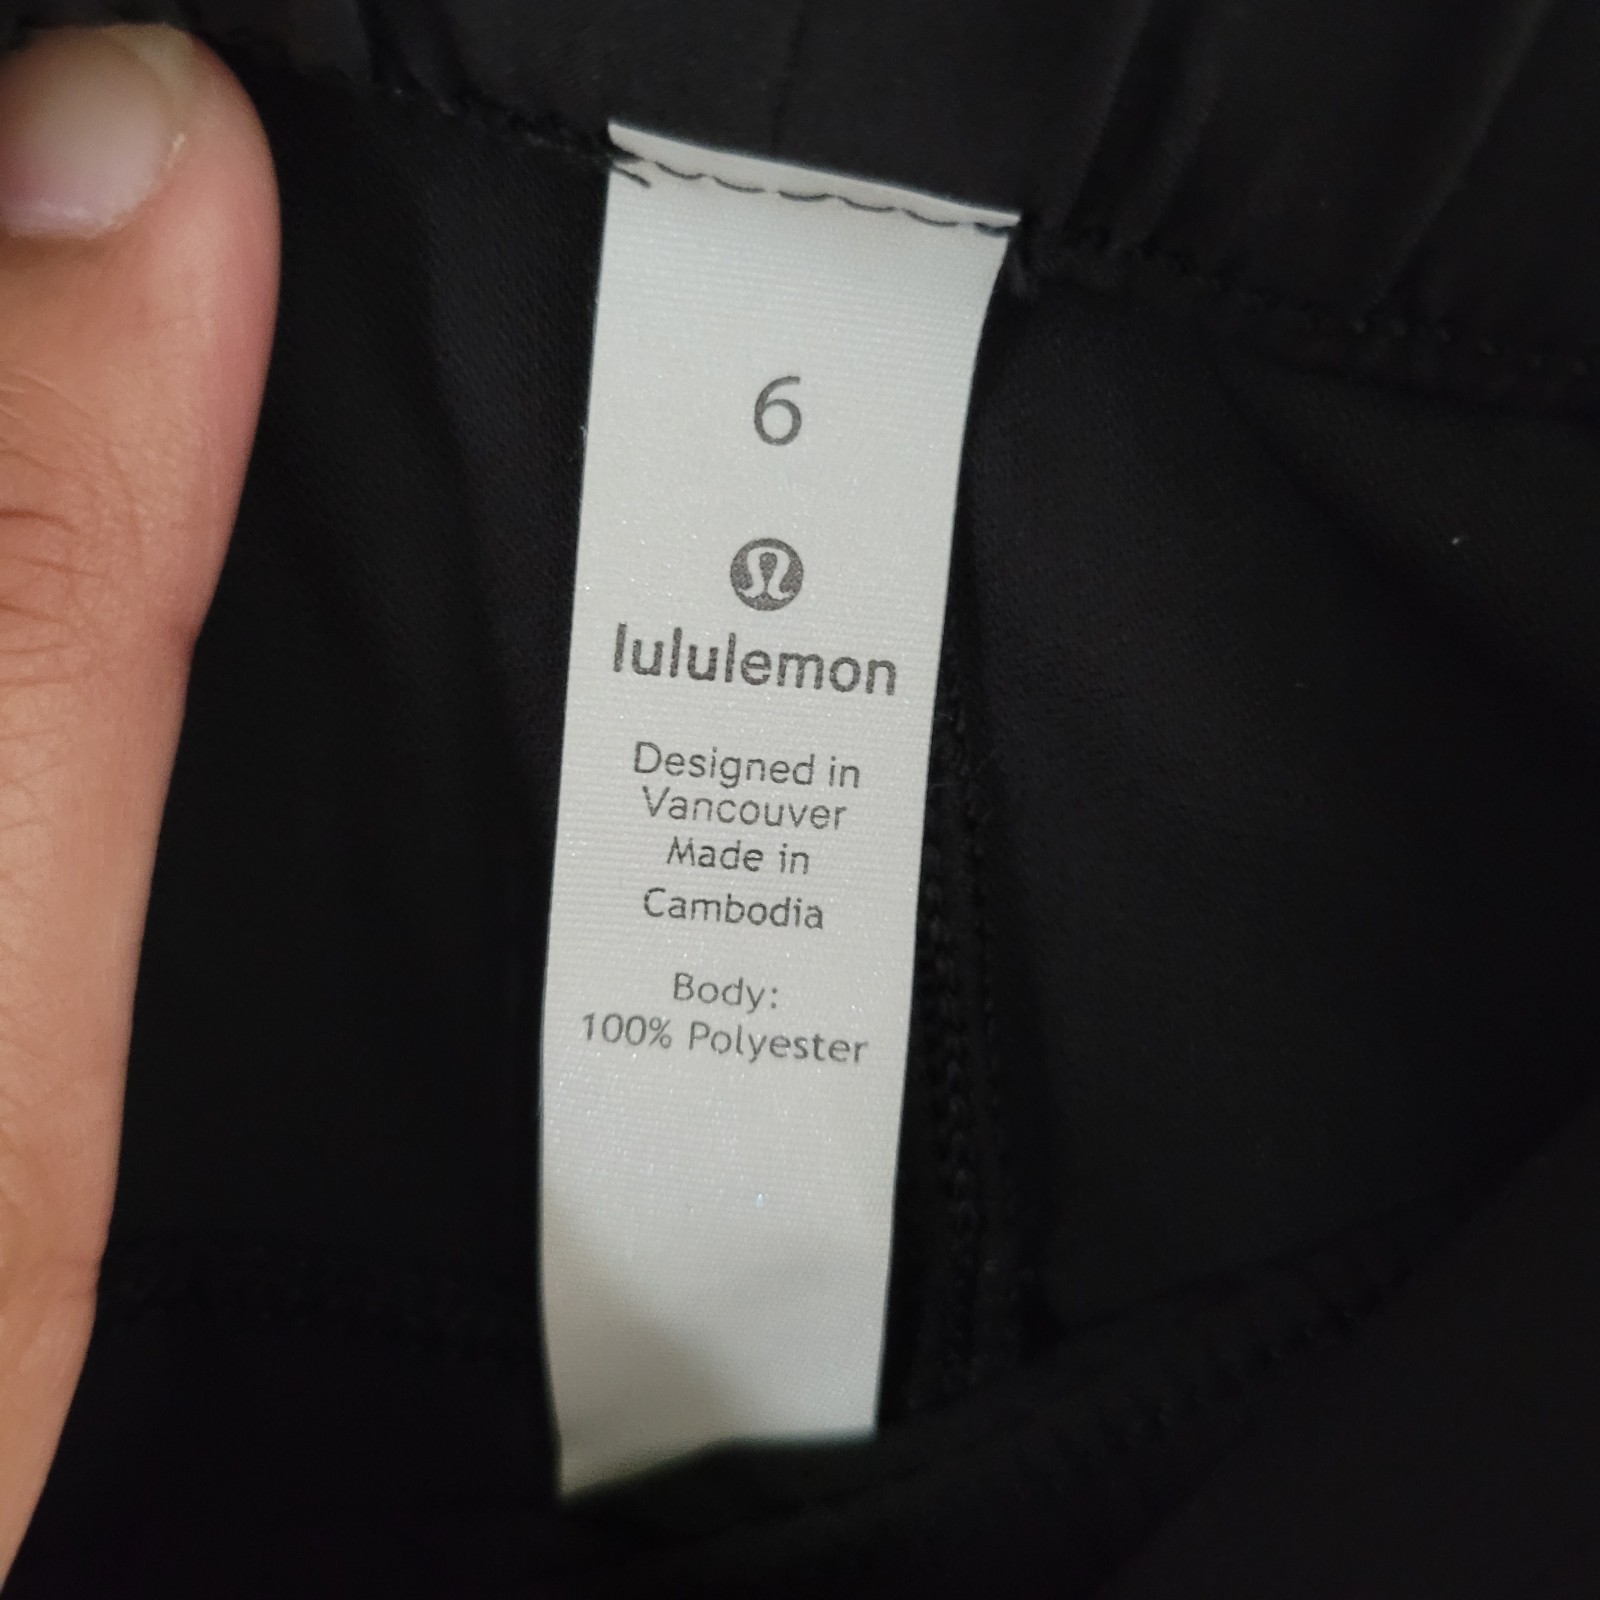 6
lululemon
Designed in
Vancouver
Made in
Cambodia
Body:
100% Polyester